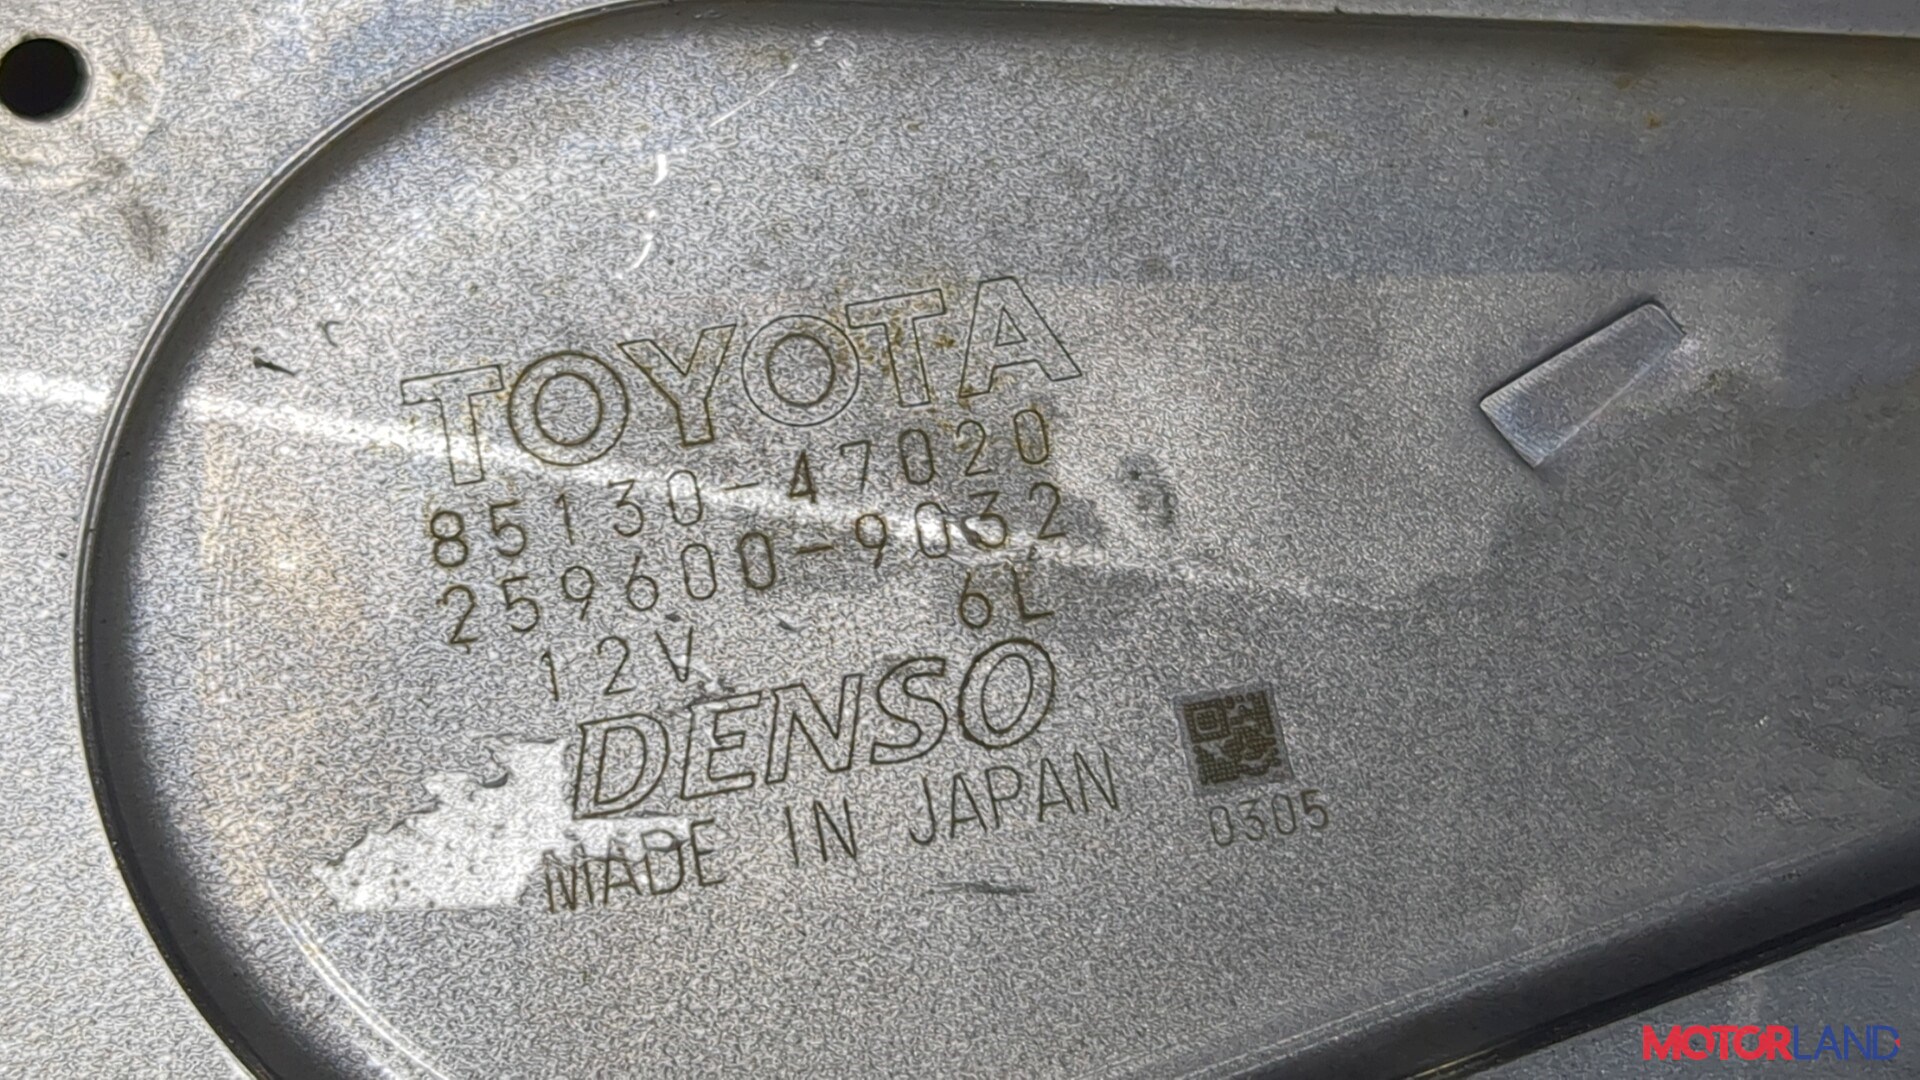 TOYOTA
85130-47020
259600-9032
12V 6L
DENSO
MADE IN JAPAN
0305
MOTORLAND